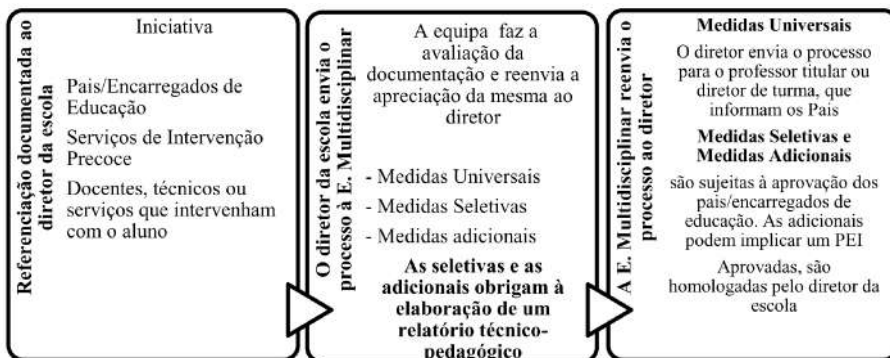 Referenciação documentada ao
diretor da escola
Iniciativa
Pais/Encarregados de
Educação
Serviços de Intervenção
Precoce
Docentes, técnicos ou
serviços que intervenham
com o aluno
O diretor da escola envia o
processo à E. Multidisciplinar
A equipa faz a
avaliação da
documentação e reenvia a
apreciação da mesma ao
diretor
- Medidas Universais
- Medidas Seletivas
- Medidas adicionais
As seletivas e as
adicionais obrigam à
elaboração de um
relatório técnico-
pedagógico
A E. Multidisciplinar reenvia o
processo ao diretor
Medidas Universais
O diretor envia o processo
para o professor titular ou
diretor de turma, que
informam os Pais
Medidas Seletivas e
Medidas Adicionais
são sujeitas à aprovação dos
pais/encarregados de
educação. As adicionais
podem implicar um PEI
Aprovadas, são
homologadas pelo diretor da
escola